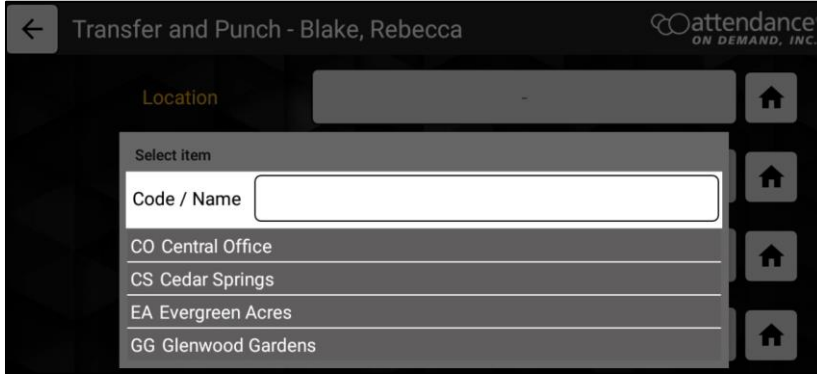 Transfer and Punch - Blake, Rebecca
attendance
ON DEMAND, INC.
Location
-
Select item
Code / Name
CO Central Office
CS Cedar Springs
EA Evergreen Acres
GG Glenwood Gardens